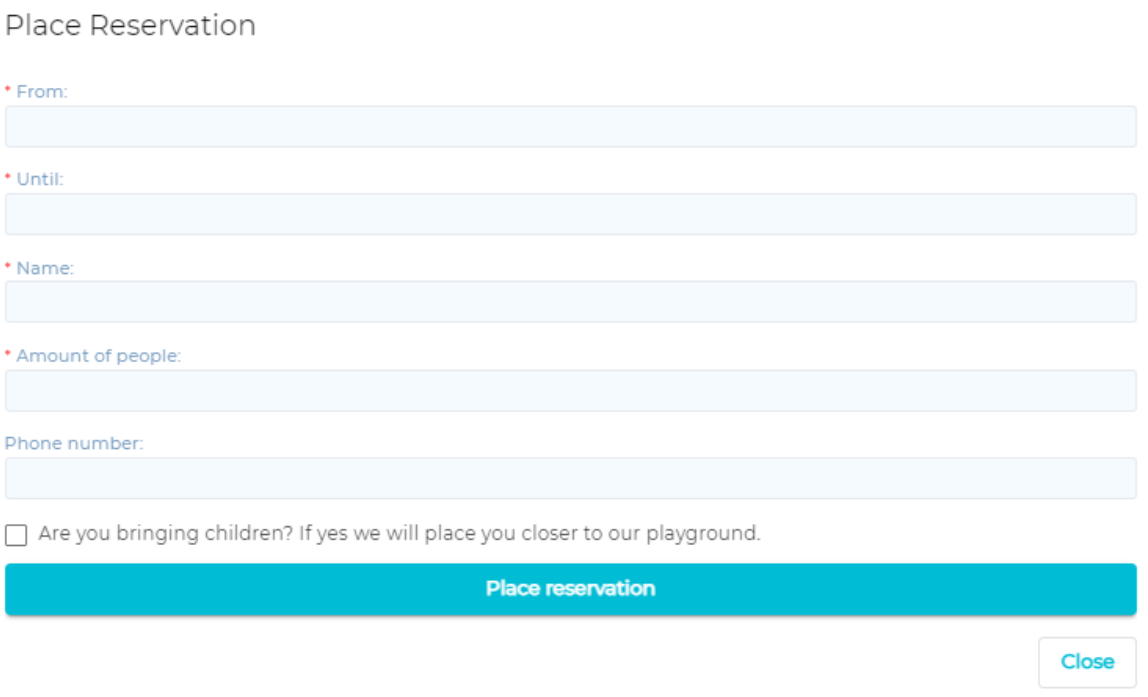 Place Reservation
* From:
* Until:
* Name:
* Amount of people:
Phone number:
Are you bringing children? If yes we will place you closer to our playground.
Place reservation
Close